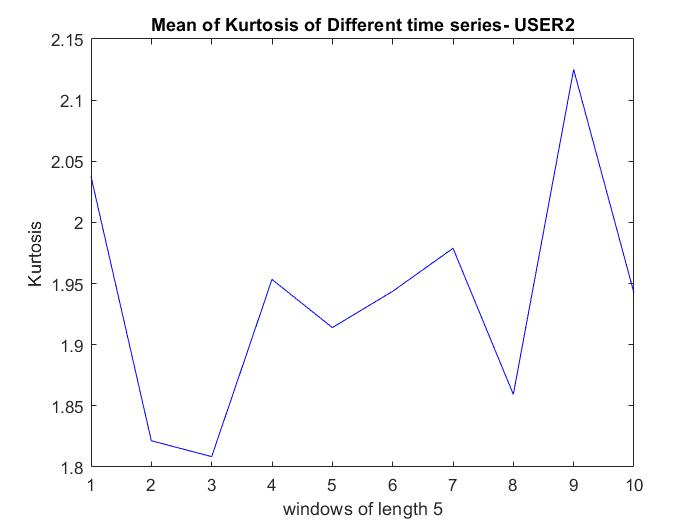 Mean of Kurtosis of Different time series- USER2
2.15
2.1
2.05
2
1.95
1.9
1.85
1.8
Kurtosis
1 2 3 4 5 6 7 8 9 10
windows of length 5